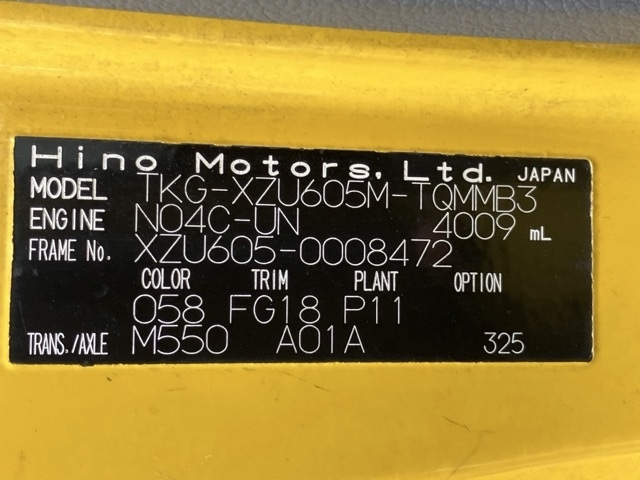 Hino Motors, Ltd. JAPAN
MODEL TKG-XZU605M-TQMMB3
ENGINE N04C-UN 4009 mL
FRAME No. XZU605-0008472
COLOR TRIM PLANT OPTION
058 FG18 P11
TRANS./AXLE M550 A01A 325